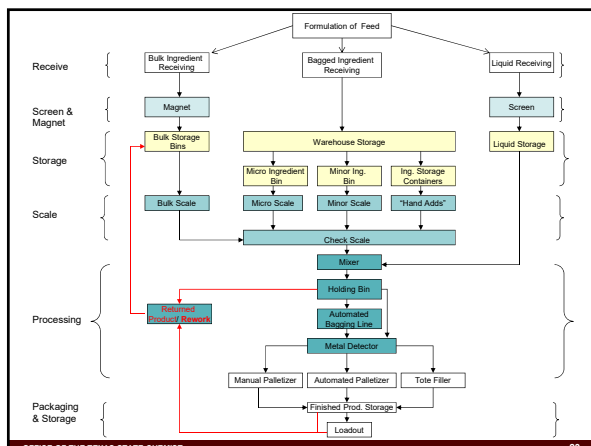 Formulation of Feed
Receive
Bulk Ingredient
Receiving
Bagged Ingredient
Receiving
Liquid Receiving
Screen &
Magnet
Magnet
Screen
Storage
Bulk Storage
Bins
Warehouse Storage
Liquid Storage
Micro Ingredient
Bin
Minor Ing.
Bin
Ing. Storage
Containers
Scale
Bulk Scale
Micro Scale
Minor Scale
"Hand Adds"
Check Scale
Mixer
Processing
Holding Bin
Returned
Product/ Rework
Automated
Bagging Line
Metal Detector
Manual Palletizer
Automated Palletizer
Tote Filler
Packaging
& Storage
Finished Prod. Storage
Loadout